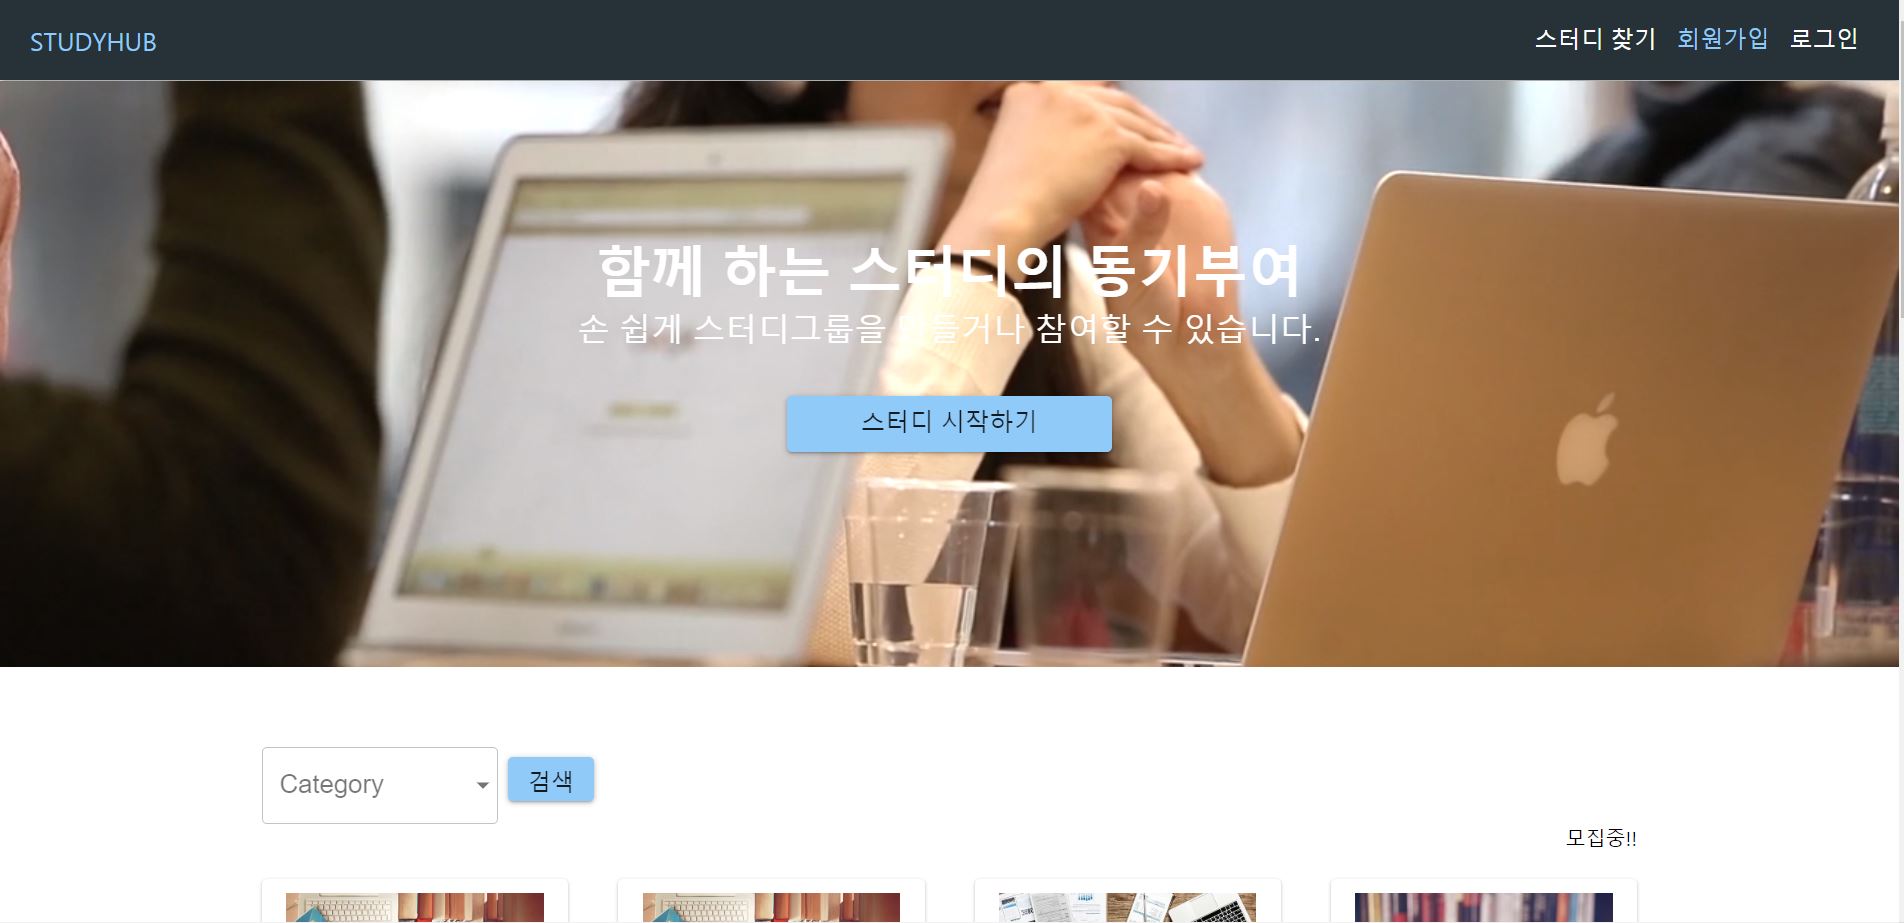 STUDYHUB
스터디 찾기 회원가입 로그인
함께 하는 스터디의 동기부여
손 쉽게 스터디그룹을 만들거나 참여할 수 있습니다.
스터디 시작하기
Category
검색
모집중!!